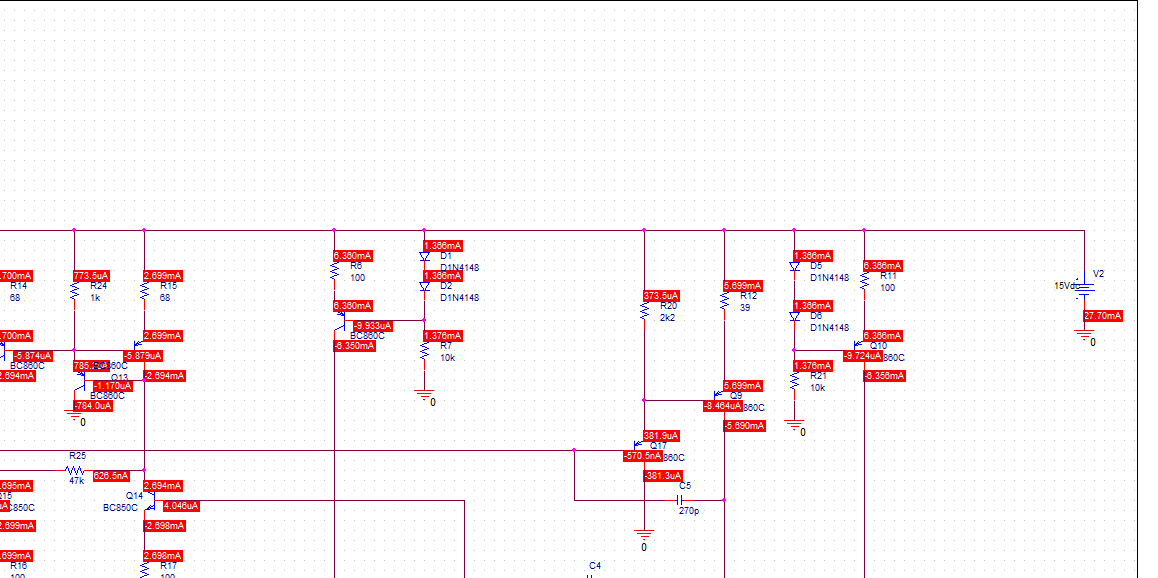 1.366mA
D1
D1N4148
1.366mA
D2
D1N4148
6.360mA
R6
100
6.360mA
-9.933uA
BC860C
-6.350mA
1.376mA
R7
10k
0
.700mA
R14
68
773.5uA
R24
1k
2.699mA
R15
68
.700mA
-5.874uA
BC860C
2.694mA
2.699mA
-5.879uA
-2.694mA
785.
Q13
-1.170uA
BC860C
-784.0uA
0
R25
47k
626.5nA
.695mA
BC850C
2.699mA
.699mA
R16
100
2.694mA
Q14
BC850C
4.046uA
-2.698mA
2.698mA
R17
100
373.5uA
R20
2k2
5.699mA
R12
39
1.366mA
D5
D1N4148
1.366mA
D6
D1N4148
6.366mA
R11
100
6.366mA
Q10
-9.724uA
860C
-6.356mA
1.376mA
R21
10k
0
5.699mA
Q9
-8.464uA
860C
-5.690mA
381.9uA
Q17
-570.5nA
860C
-381.3uA
C5
270p
0
C4
V2
15Vdc
27.70mA
0